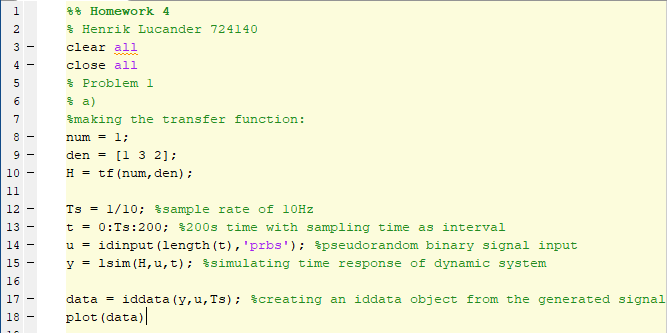 1 %% Homework 4
2 % Henrik Lucander 724140
3 - clear all
4 - close all
5 % Problem 1
6 % a)
7 %making the transfer function:
8 - num = 1;
9 - den = [1 3 2];
10 - H = tf(num,den);
11
12 - Ts = 1/10; %sample rate of 10Hz
13 - t = 0:Ts:200; %200s time with sampling time as interval
14 - u = idinput(length(t),'prbs'); %pseudorandom binary signal input
15 - y = lsim(H,u,t); %simulating time response of dynamic system
16
17 - data = iddata(y,u,Ts); %creating an iddata object from the generated signal
18 - plot(data)